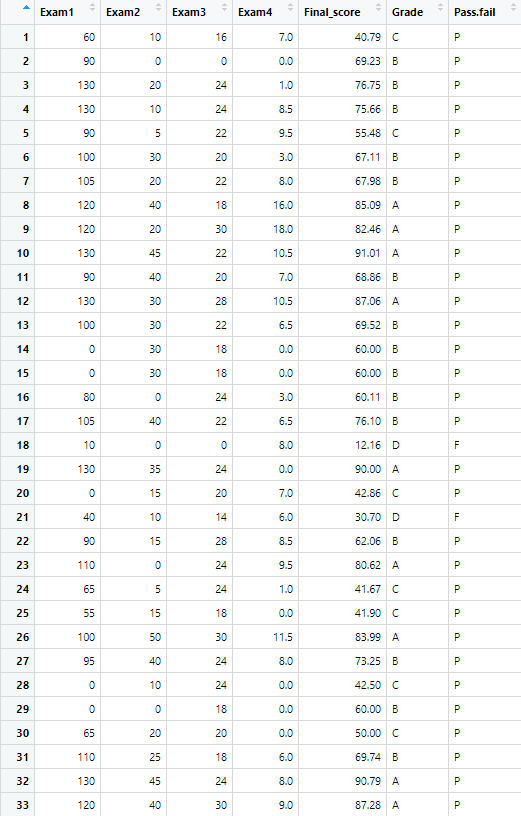 Exam1 Exam2 Exam3 Exam4 Final_score Grade Pass.fail
1 60 10 16 7.0 40.79 C P
2 90 0 0 0.0 69.23 B P
3 130 20 24 1.0 76.75 B P
4 130 10 24 8.5 75.66 B P
5 90 5 22 9.5 55.48 C P
6 100 30 20 3.0 67.11 B P
7 105 20 22 8.0 67.98 B P
8 120 40 18 16.0 85.09 A P
9 120 20 30 18.0 82.46 A P
10 130 45 22 10.5 91.01 A P
11 90 40 20 7.0 68.86 B P
12 130 30 28 10.5 87.06 A P
13 100 30 22 6.5 69.52 B P
14 0 30 18 0.0 60.00 B P
15 0 30 18 0.0 60.00 B P
16 80 0 24 3.0 60.11 B P
17 105 40 22 6.5 76.10 B P
18 10 0 0 8.0 12.16 D F
19 130 35 24 0.0 90.00 A P
20 0 15 20 7.0 42.86 C P
21 40 10 14 6.0 30.70 D F
22 90 15 28 8.5 62.06 B P
23 110 0 24 9.5 80.62 A P
24 65 5 24 1.0 41.67 C P
25 55 15 18 0.0 41.90 C P
26 100 50 30 11.5 83.99 A P
27 95 40 24 8.0 73.25 B P
28 0 10 24 0.0 42.50 C P
29 0 0 18 0.0 60.00 B P
30 65 20 20 0.0 50.00 C P
31 110 25 18 6.0 69.74 B P
32 130 45 24 8.0 90.79 A P
33 120 40 30 9.0 87.28 A P